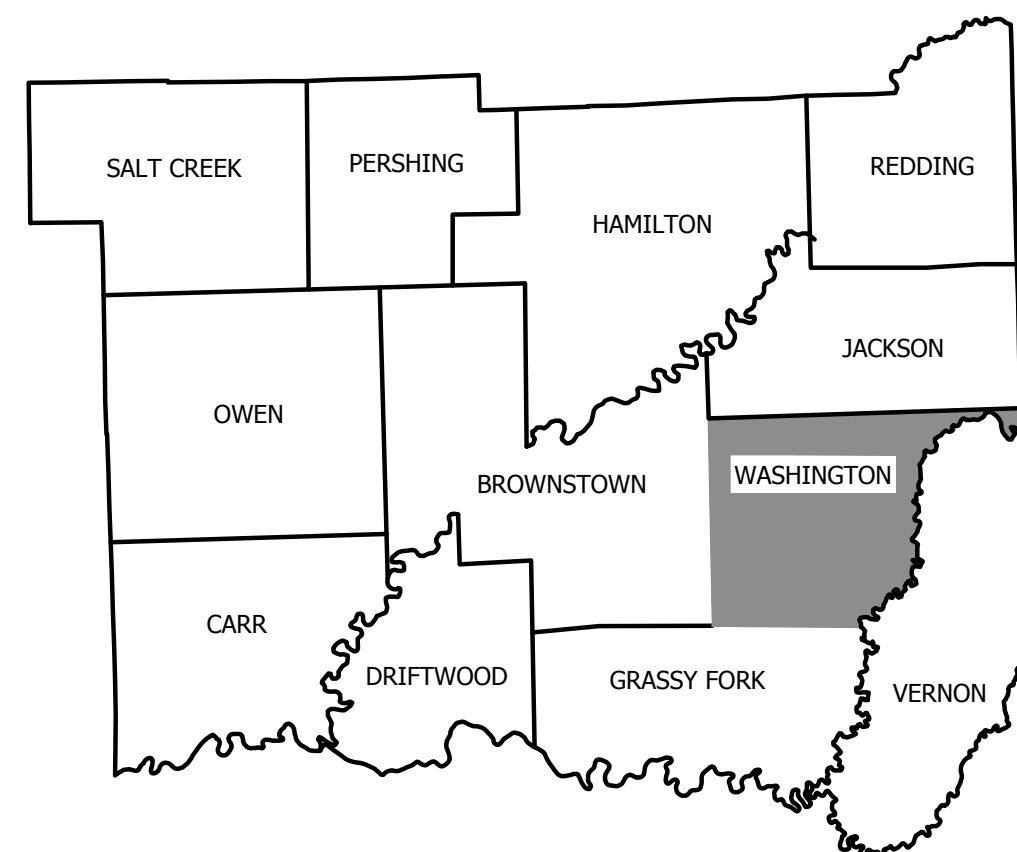 PERSHING
REDDING
SALT CREEK
HAMILTON
JACKSON
OWEN
WASHINGTON
BROWNSTOWN
CARR
DRIFTWOOD
GRASSY FORK
VERNON